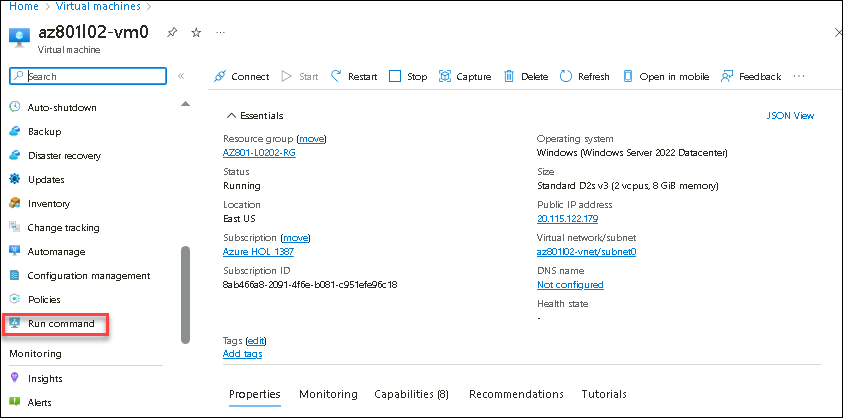 Home > Virtual machines >
az801l02-vm0
Virtual machine
Search
Auto-shutdown
Backup
Disaster recovery
Updates
Inventory
Change tracking
Automanage
Configuration management
Policies
Run command
Monitoring
Insights
Alerts
Connect Start Restart Stop Capture Delete Refresh Open in mobile Feedback
Essentials
JSON View
Resource group (move)
AZ801-L0202-RG
Status
Running
Location
East US
Subscription (move)
Azure HOL 1387
Subscription ID
8ab466a8-2091-4f6e-b081-c951efe96c18
Operating system
Windows (Windows Server 2022 Datacenter)
Size
Standard D2s v3 (2 vcpus, 8 GiB memory)
Public IP address
20.115.122.179
Virtual network/subnet
az801l02-vnet/subnet0
DNS name
Not configured
Health state
-
Tags (edit)
Add tags
Properties Monitoring Capabilities (8) Recommendations Tutorials